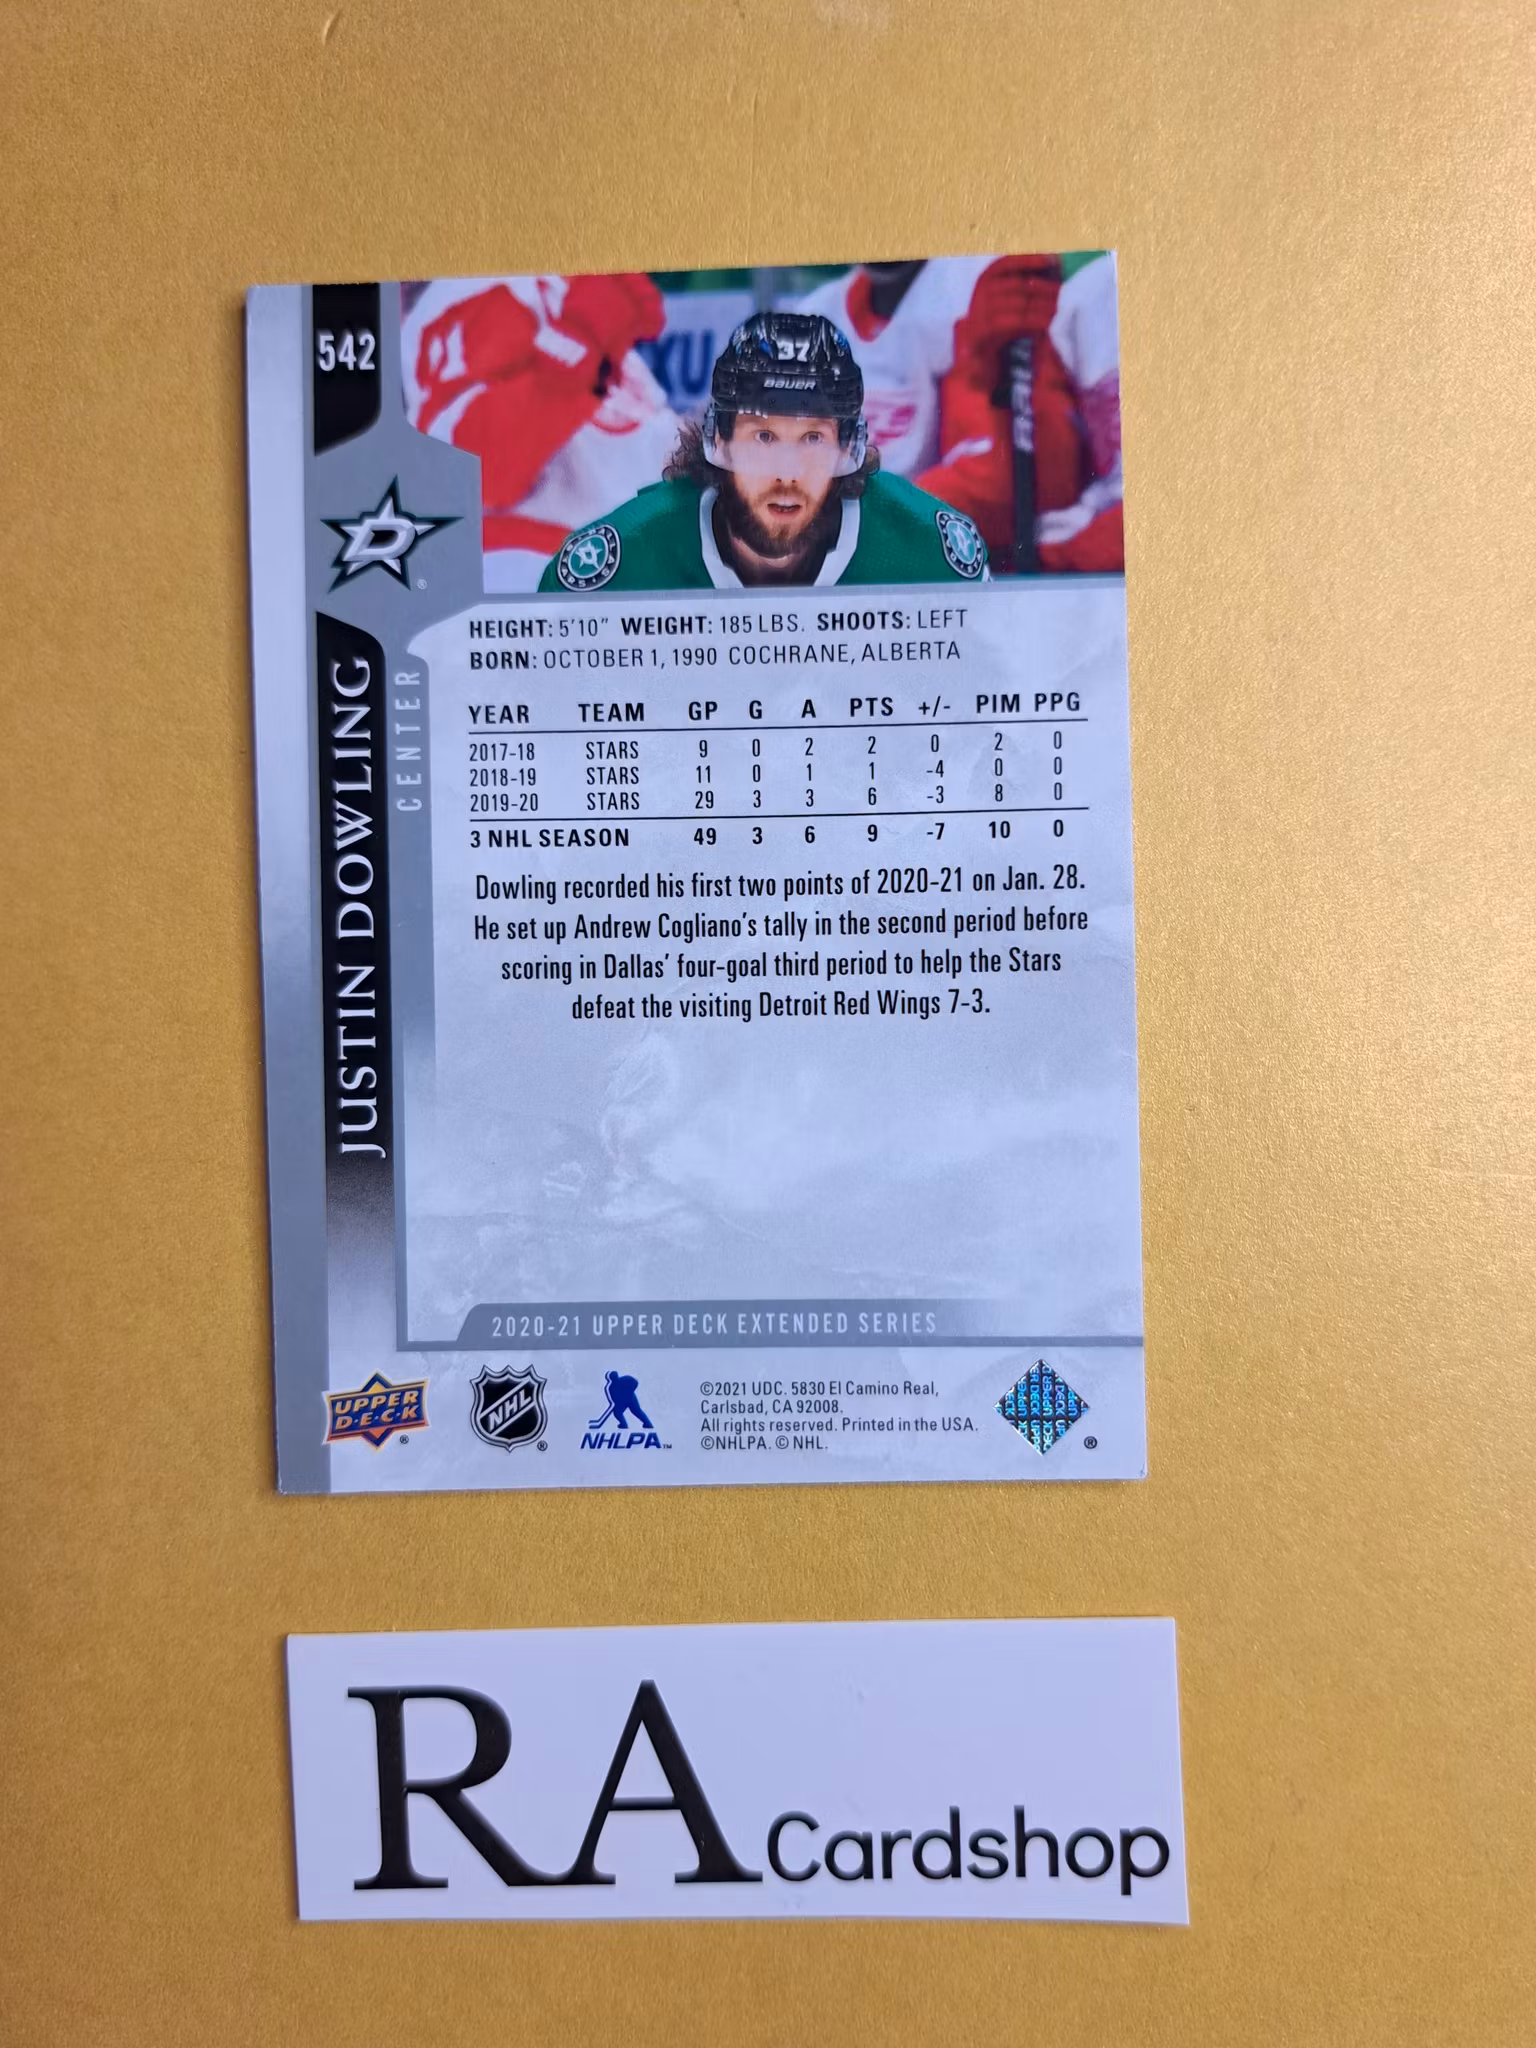 542
37
BAUER
HEIGHT: 5'10" WEIGHT: 185 LBS. SHOOTS: LEFT
BORN: OCTOBER 1, 1990 COCHRANE, ALBERTA
JUSTIN DOWLING
CENTER
YEAR TEAM GP G A PTS +/- PIM PPG
2017-18 STARS 9 0 2 2 0 2 0
2018-19 STARS 11 0 1 1 -4 0 0
2019-20 STARS 29 3 3 6 -3 8 0
3 NHL SEASON 49 3 6 9 -7 10 0
Dowling recorded his first two points of 2020-21 on Jan. 28.
He set up Andrew Cogliano's tally in the second period before
scoring in Dallas' four-goal third period to help the Stars
defeat the visiting Detroit Red Wings 7-3.
2020-21 UPPER DECK EXTENDED SERIES
UPPER
D·E·C·K ®
NHL ®
NHLPA™
©2021 UDC. 5830 El Camino Real,
Carlsbad, CA 92008.
All rights reserved. Printed in the USA.
©NHLPA. © NHL.
®
RA Cardshop